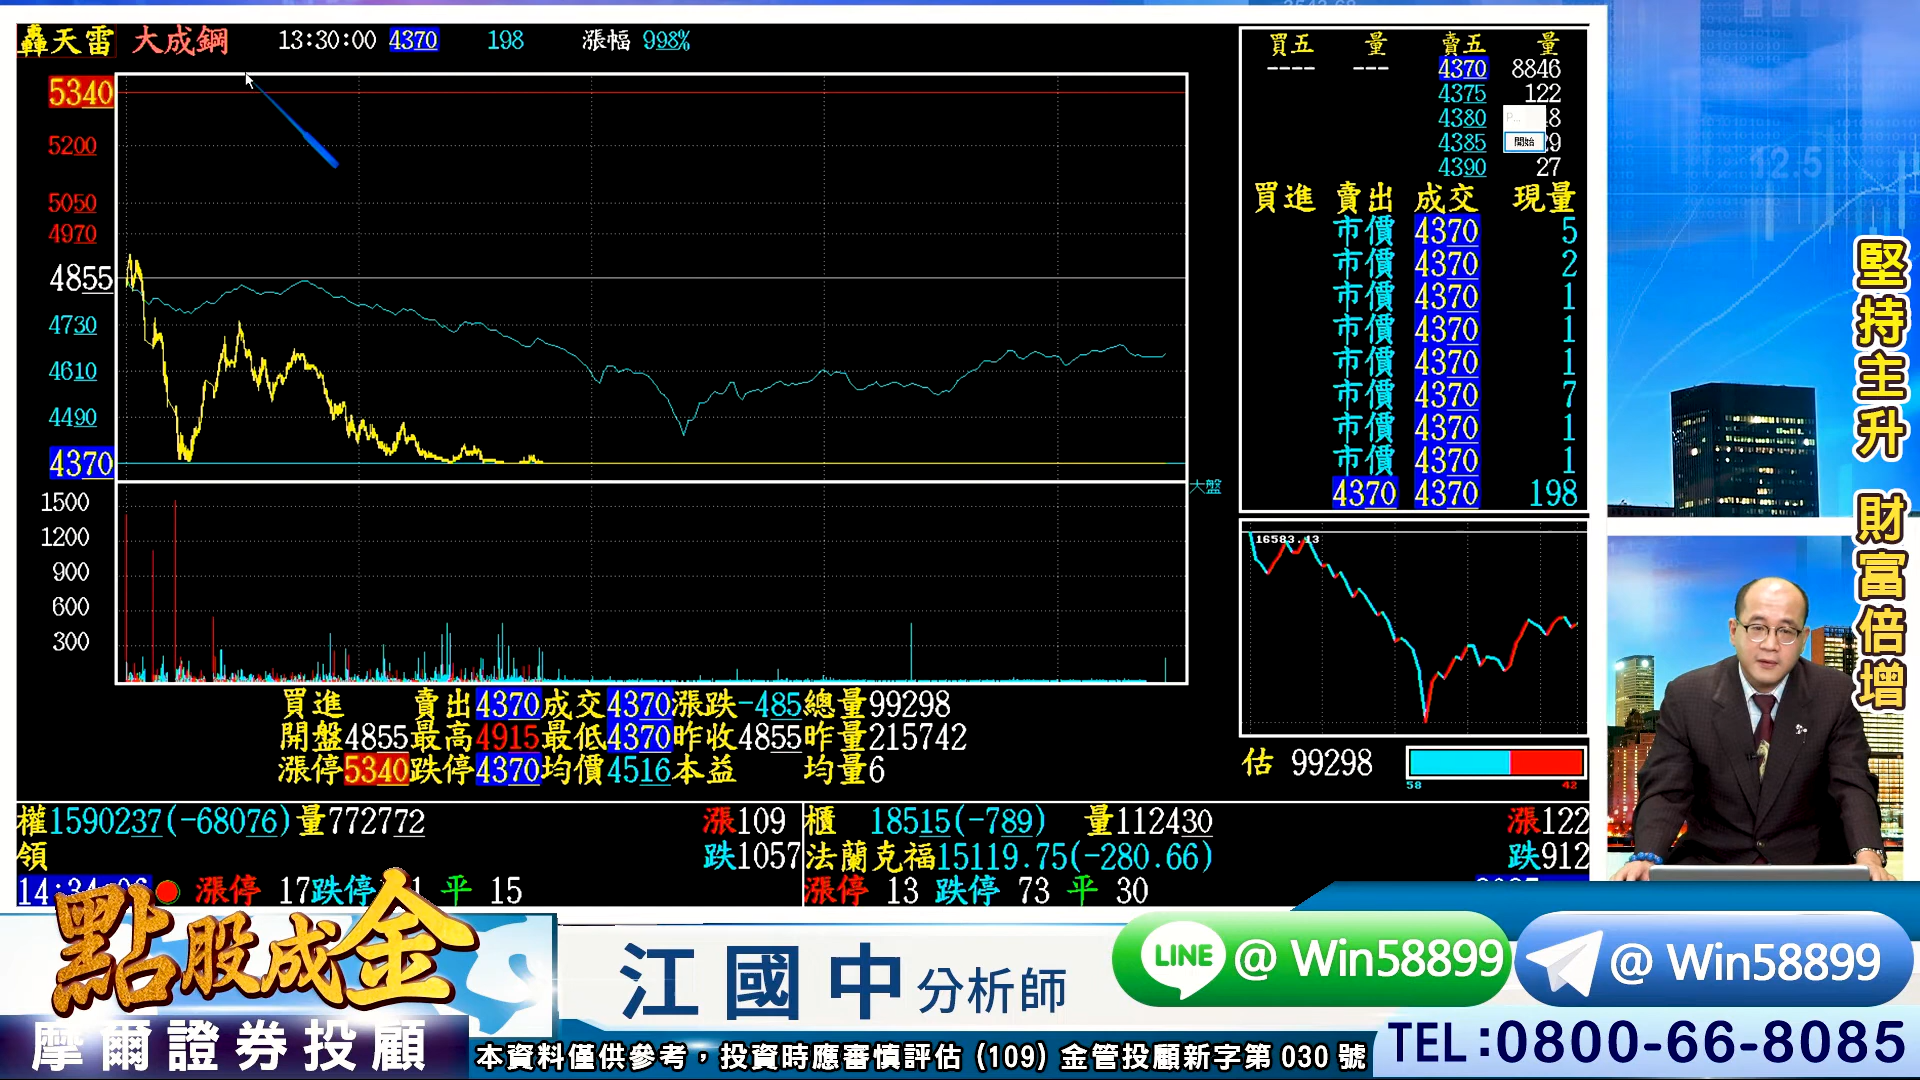 轟天雷 大成鋼 13:30:00 4370 198 漲幅 998%
5340
5200
5050
4970
4855
4730
4610
4490
4370
大盤
1500
1200
900
600
300
買五 量 賣五 量
---- --- 4370 8846
4375 122
4380
4385
4390 27
開始
買進 賣出 成交 現量
市價 4370 5
市價 4370 2
市價 4370 1
市價 4370 1
市價 4370 1
市價 4370 7
市價 4370 1
市價 4370 1
4370 4370 198
16583.13
估 99298
58 42
買進 賣出4370成交4370漲跌-485總量99298
開盤4855最高4915最低4370昨收4855昨量215742
漲停5340跌停4370均價4516本益 均量6
權1590237(-68076)量772772 漲109
領 跌1057
漲停 17跌停 平 15
櫃 18515(-789) 量112430 漲122
法蘭克福15119.75(-280.66) 跌912
漲停 13 跌停 73 平 30
12.5
堅持主升 財富倍增
點股成金
摩爾證券投顧
江國中 分析師
LINE @ Win58899
@ Win58899
TEL:0800-66-8085
本資料僅供參考，投資時應審慎評估 (109) 金管投顧新字第 030 號